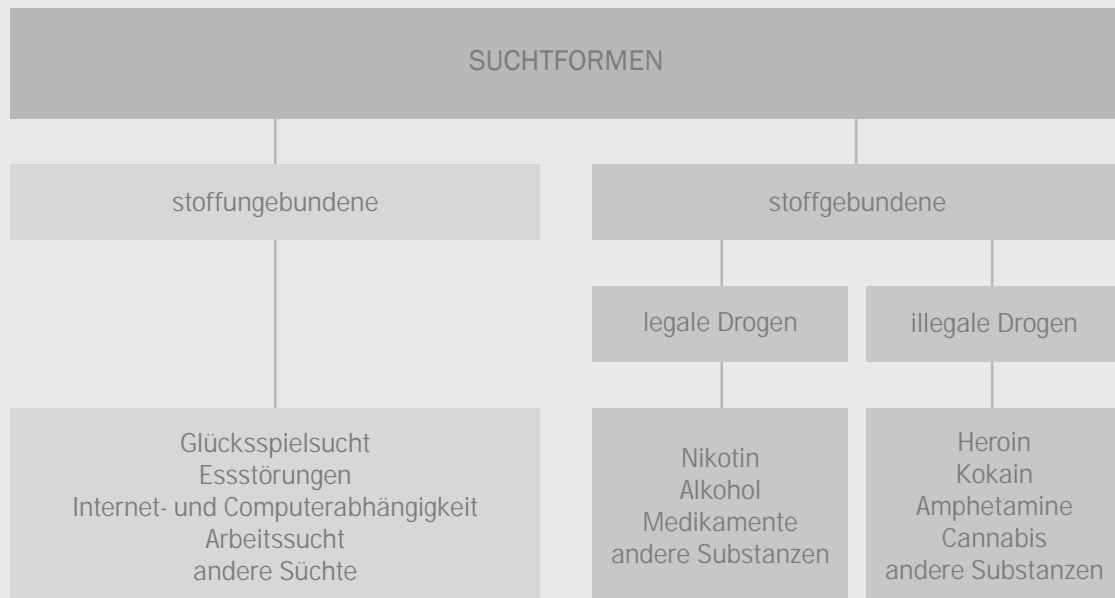 SUCHTFORMEN
stoffungebundene
stoffgebundene
legale Drogen
illegale Drogen
Glücksspielsucht
Essstörungen
Internet- und Computerabhängigkeit
Arbeitssucht
andere Süchte
Nikotin
Alkohol
Medikamente
andere Substanzen
Heroin
Kokain
Amphetamine
Cannabis
andere Substanzen